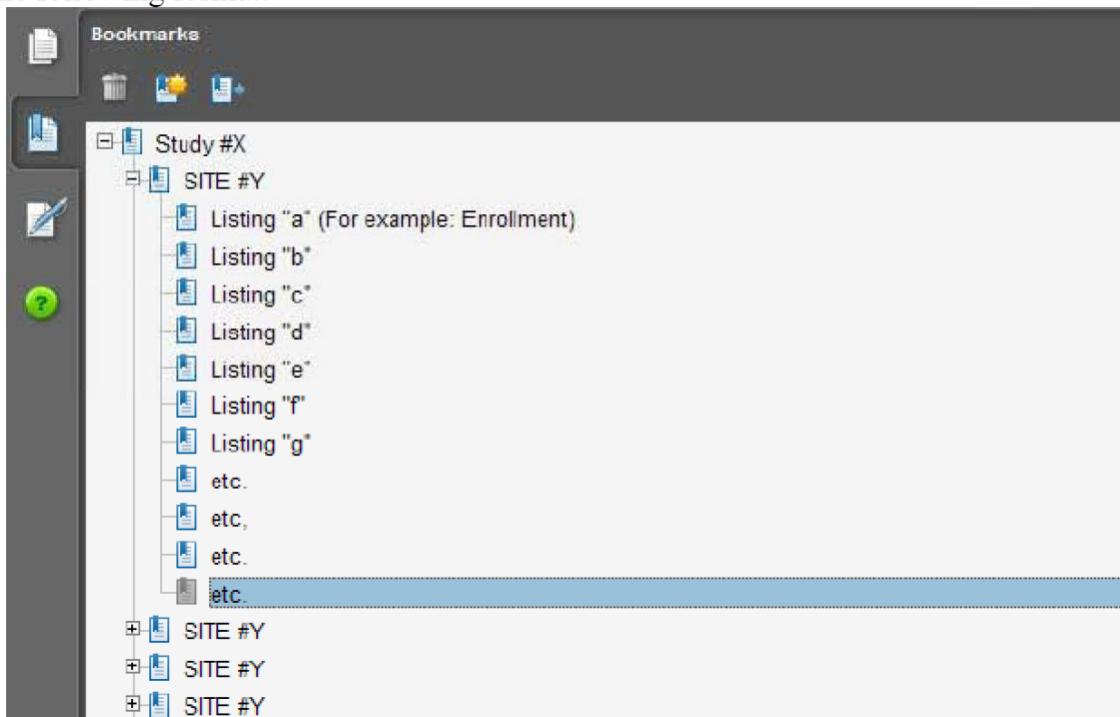 Bookmarks
Study #X
SITE #Y
Listing "a" (For example: Enrollment)
Listing "b"
Listing "c"
Listing "d"
Listing "e"
Listing "f"
Listing "g"
etc.
etc,
etc.
etc.
SITE #Y
SITE #Y
SITE #Y